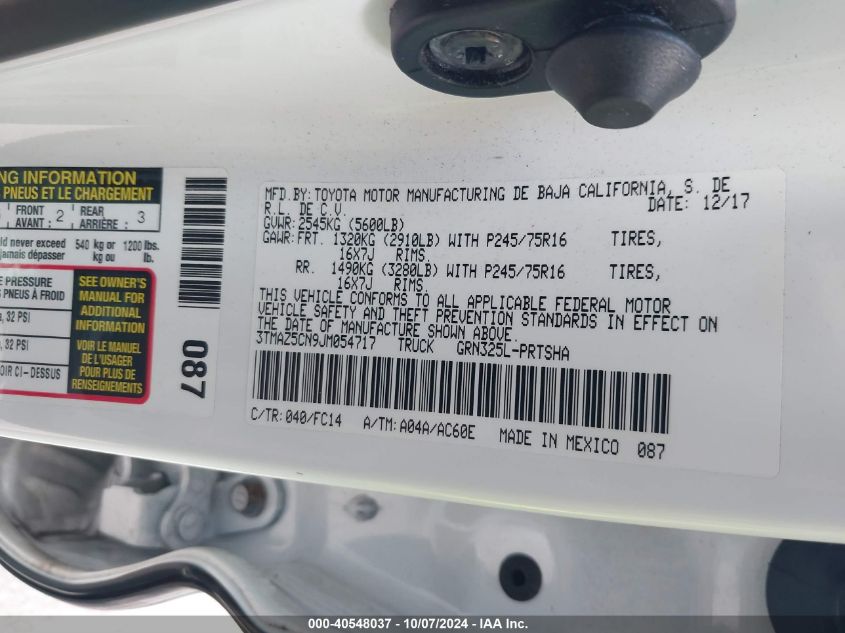 NG INFORMATION
PNEUS ET LE CHARGEMENT
FRONT AVANT : 2 REAR ARRIÈRE : 3
ld never exceed 540 kg or 1200 lbs.
jamais dépasser kg ou lb.
E PRESSURE
PNEUS À FROID
32 PSI
32 PSI
OIR CI-DESSUS
SEE OWNER'S
MANUAL FOR
ADDITIONAL
INFORMATION
VOIR LE MANUEL
DE L'USAGER
POUR PLUS DE
RENSEIGNEMENTS
087
MFD.BY: TOYOTA MOTOR MANUFACTURING DE BAJA CALIFORNIA, S. DE
R.L. DE C.V. DATE: 12/17
GVWR: 2545KG (5600LB)
GAWR: FRT. 1320KG (2910LB) WITH P245/75R16 TIRES,
16X7J RIMS,
RR. 1490KG (3280LB) WITH P245/75R16 TIRES,
16X7J RIMS.
THIS VEHICLE CONFORMS TO ALL APPLICABLE FEDERAL MOTOR
VEHICLE SAFETY AND THEFT PREVENTION STANDARDS IN EFFECT ON
THE DATE OF MANUFACTURE SHOWN ABOVE.
3TMAZ5CN9JM054717 TRUCK GRN325L-PRTSHA
C/TR: 040/FC14 A/TM: A04A/AC60E MADE IN MEXICO 087
000-40548037 - 10/07/2024 - IAA Inc.